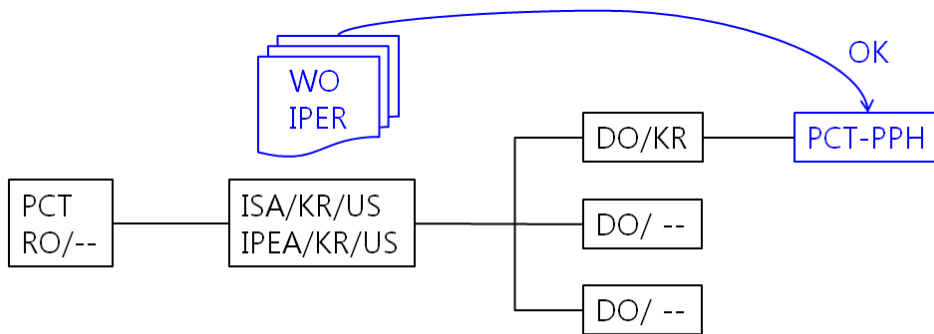 WO
IPER
OK
DO/KR
PCT-PPH
PCT
RO/--
ISA/KR/US
IPEA/KR/US
DO/ --
DO/ --